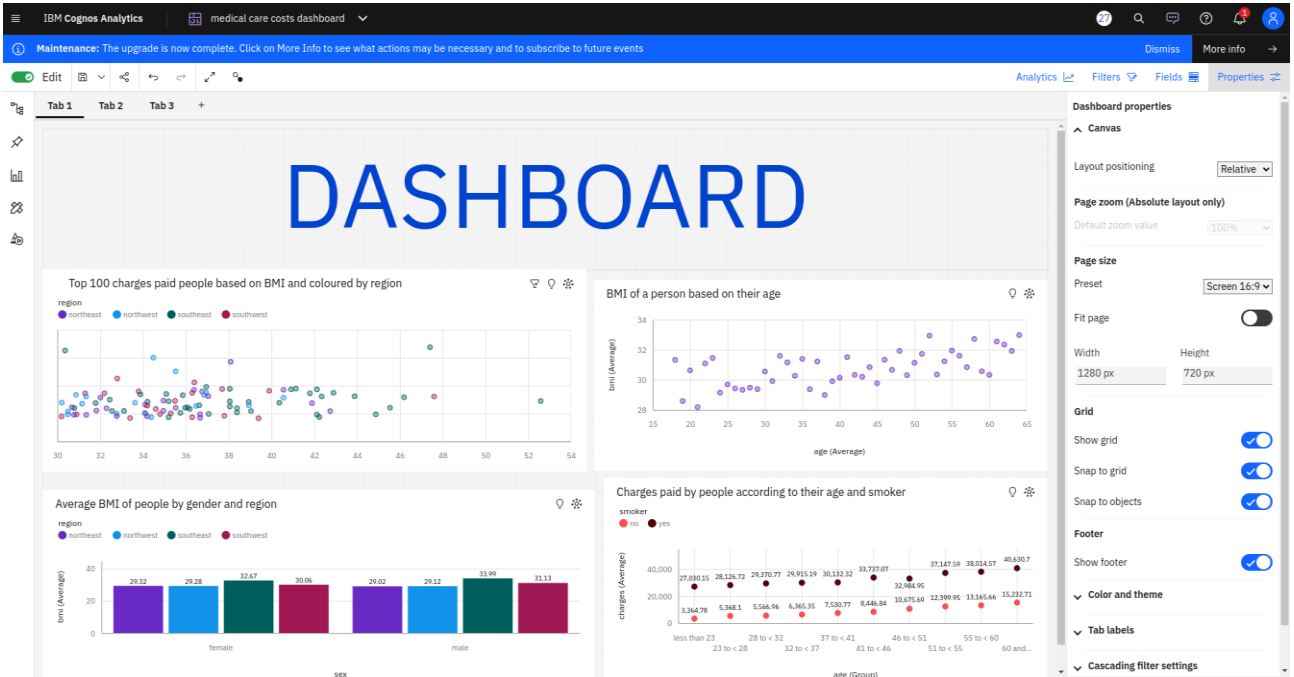 IBM Cognos Analytics
medical care costs dashboard
27
1
Maintenance: The upgrade is now complete. Click on More Info to see what actions may be necessary and to subscribe to future events
Dismiss
More info
Edit
Analytics
Filters
Fields
Properties
Tab 1
Tab 2
Tab 3
+
DASHBOARD
Top 100 charges paid people based on BMI and coloured by region
region
northeast northwest southeast southwest
30 32 34 36 38 40 42 44 46 48 50 52 54
BMI of a person based on their age
bmi (Average)
34
32
30
28
15 20 25 30 35 40 45 50 55 60 65
age (Average)
Average BMI of people by gender and region
region
northeast northwest southeast southwest
bmi (Average)
40
20
0
29.32 29.28 32.67 30.06 29.02 29.12 33.99 31.13
female male
sex
Charges paid by people according to their age and smoker
smoker
no yes
charges (Average)
40,000
20,000
0
27,030.15 28,126.72 29,370.77 29,915.19 30,132.32 33,737.07 32,984.95 37,147.59 38,014.57 40,630.7
3,364.78 5,368.1 5,566.96 6,365.35 7,530.77 8,446.84 10,675.69 12,399.95 13,165.66 15,232.71
less than 23 28 to < 32 37 to < 41 46 to < 51 55 to < 60
23 to < 28 32 to < 37 41 to < 46 51 to < 55 60 and...
age (Group)
Dashboard properties
Canvas
Layout positioning
Relative
Page zoom (Absolute layout only)
Default zoom value
100%
Page size
Preset
Screen 16:9
Fit page
Width Height
1280 px 720 px
Grid
Show grid
Snap to grid
Snap to objects
Footer
Show footer
Color and theme
Tab labels
Cascading filter settings